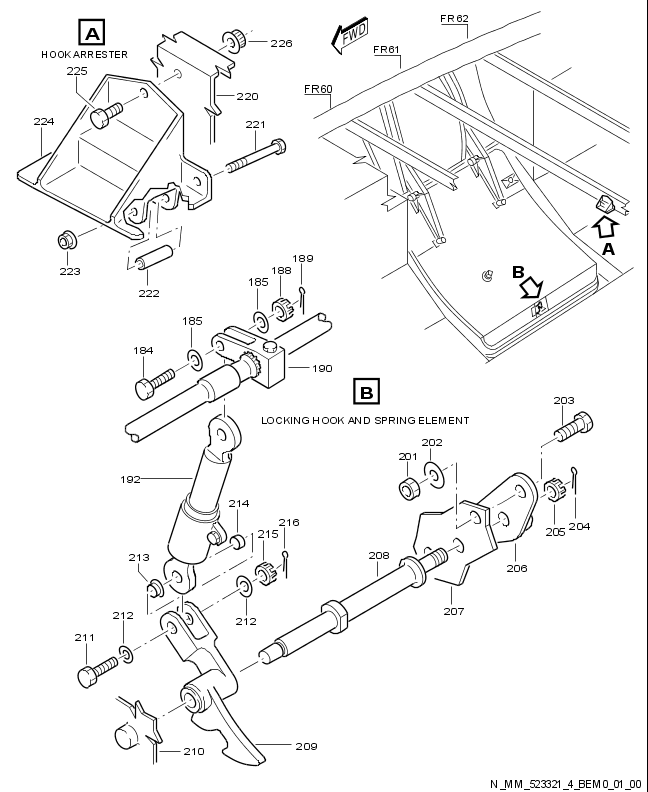 A
HOOK ARRESTER
225
226
220
224
221
223
222
FWD
FR62
FR61
FR60
A
B
189
188
185
185
184
190
B
LOCKING HOOK AND SPRING ELEMENT
203
202
201
192
214
216
215
213
204
205
206
208
207
212
212
211
210
209
N_MM_523321_4_BEM0_01_00